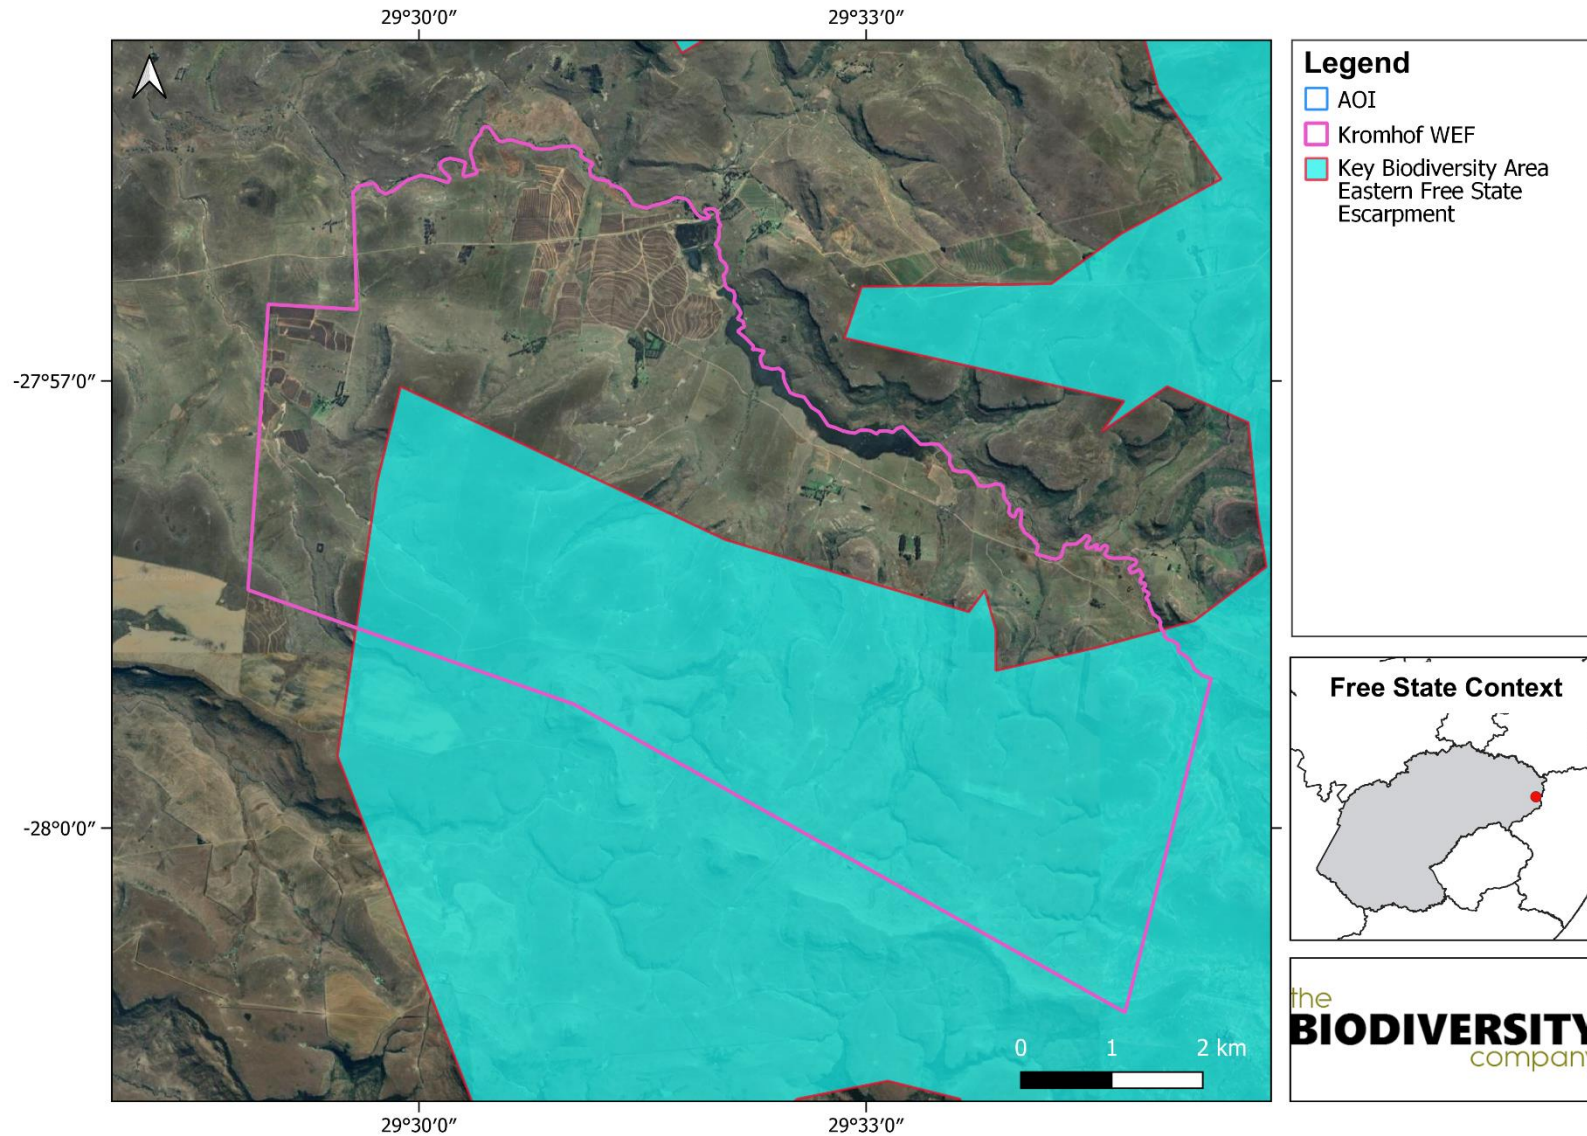 29°30′0″
29°33′0″
Legend
AOI
Kromhof WEF
Key Biodiversity Area
Eastern Free State
Escarpment
-27°57′0″
Free State Context
-28°0′0″
the
BIODIVERSITY
company
0 1 2 km
29°30′0″
29°33′0″